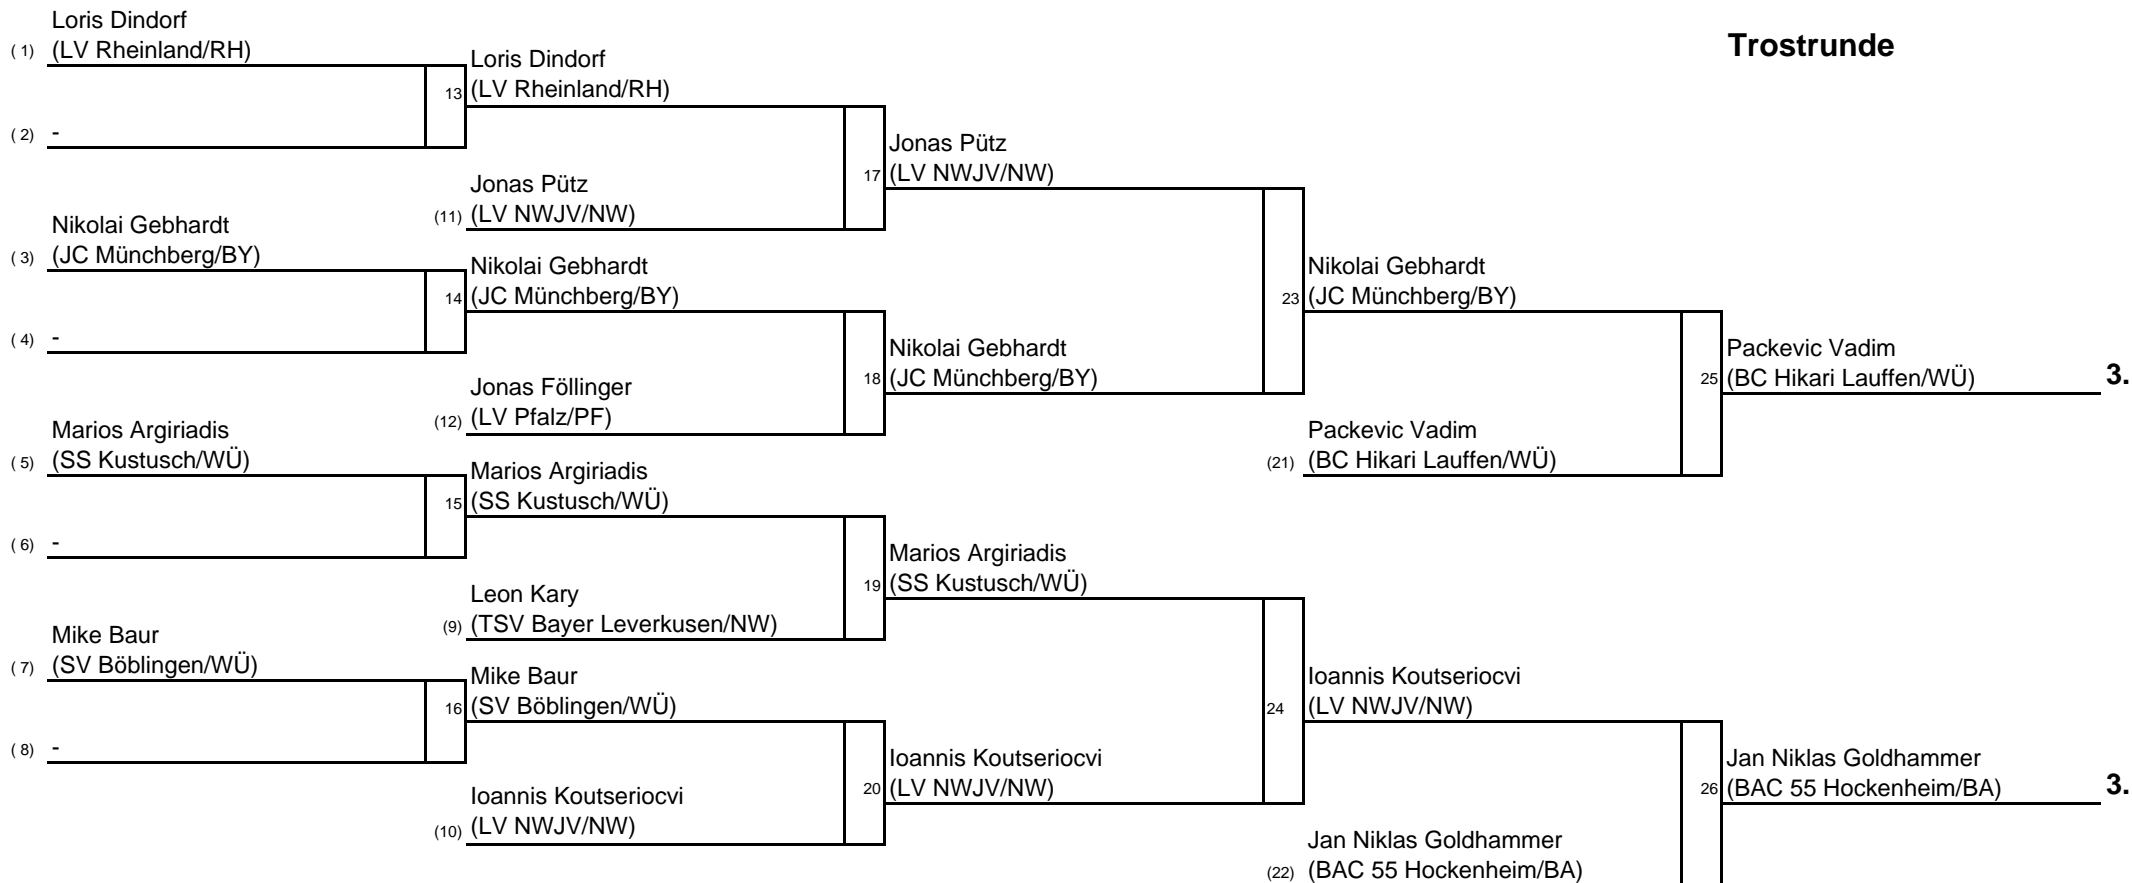 Trostrunde
Loris Dindorf
( 1) (LV Rheinland/RH)
( 2) -
Nikolai Gebhardt
( 3) (JC Münchberg/BY)
( 4) -
Marios Argiriadis
( 5) (SS Kustusch/WÜ)
( 6) -
Mike Baur
( 7) (SV Böblingen/WÜ)
( 8) -
Loris Dindorf
13 (LV Rheinland/RH)
Jonas Pütz
(11) (LV NWJV/NW)
Nikolai Gebhardt
14 (JC Münchberg/BY)
Jonas Föllinger
(12) (LV Pfalz/PF)
Marios Argiriadis
15 (SS Kustusch/WÜ)
Leon Kary
(9) (TSV Bayer Leverkusen/NW)
Mike Baur
16 (SV Böblingen/WÜ)
Ioannis Koutseriocvi
(10) (LV NWJV/NW)
Jonas Pütz
17 (LV NWJV/NW)
Nikolai Gebhardt
18 (JC Münchberg/BY)
Marios Argiriadis
19 (SS Kustusch/WÜ)
Ioannis Koutseriocvi
20 (LV NWJV/NW)
Nikolai Gebhardt
23 (JC Münchberg/BY)
Packevic Vadim
(21) (BC Hikari Lauffen/WÜ)
Ioannis Koutseriocvi
24 (LV NWJV/NW)
Jan Niklas Goldhammer
(22) (BAC 55 Hockenheim/BA)
Packevic Vadim
25 (BC Hikari Lauffen/WÜ) 3.
Jan Niklas Goldhammer
26 (BAC 55 Hockenheim/BA) 3.